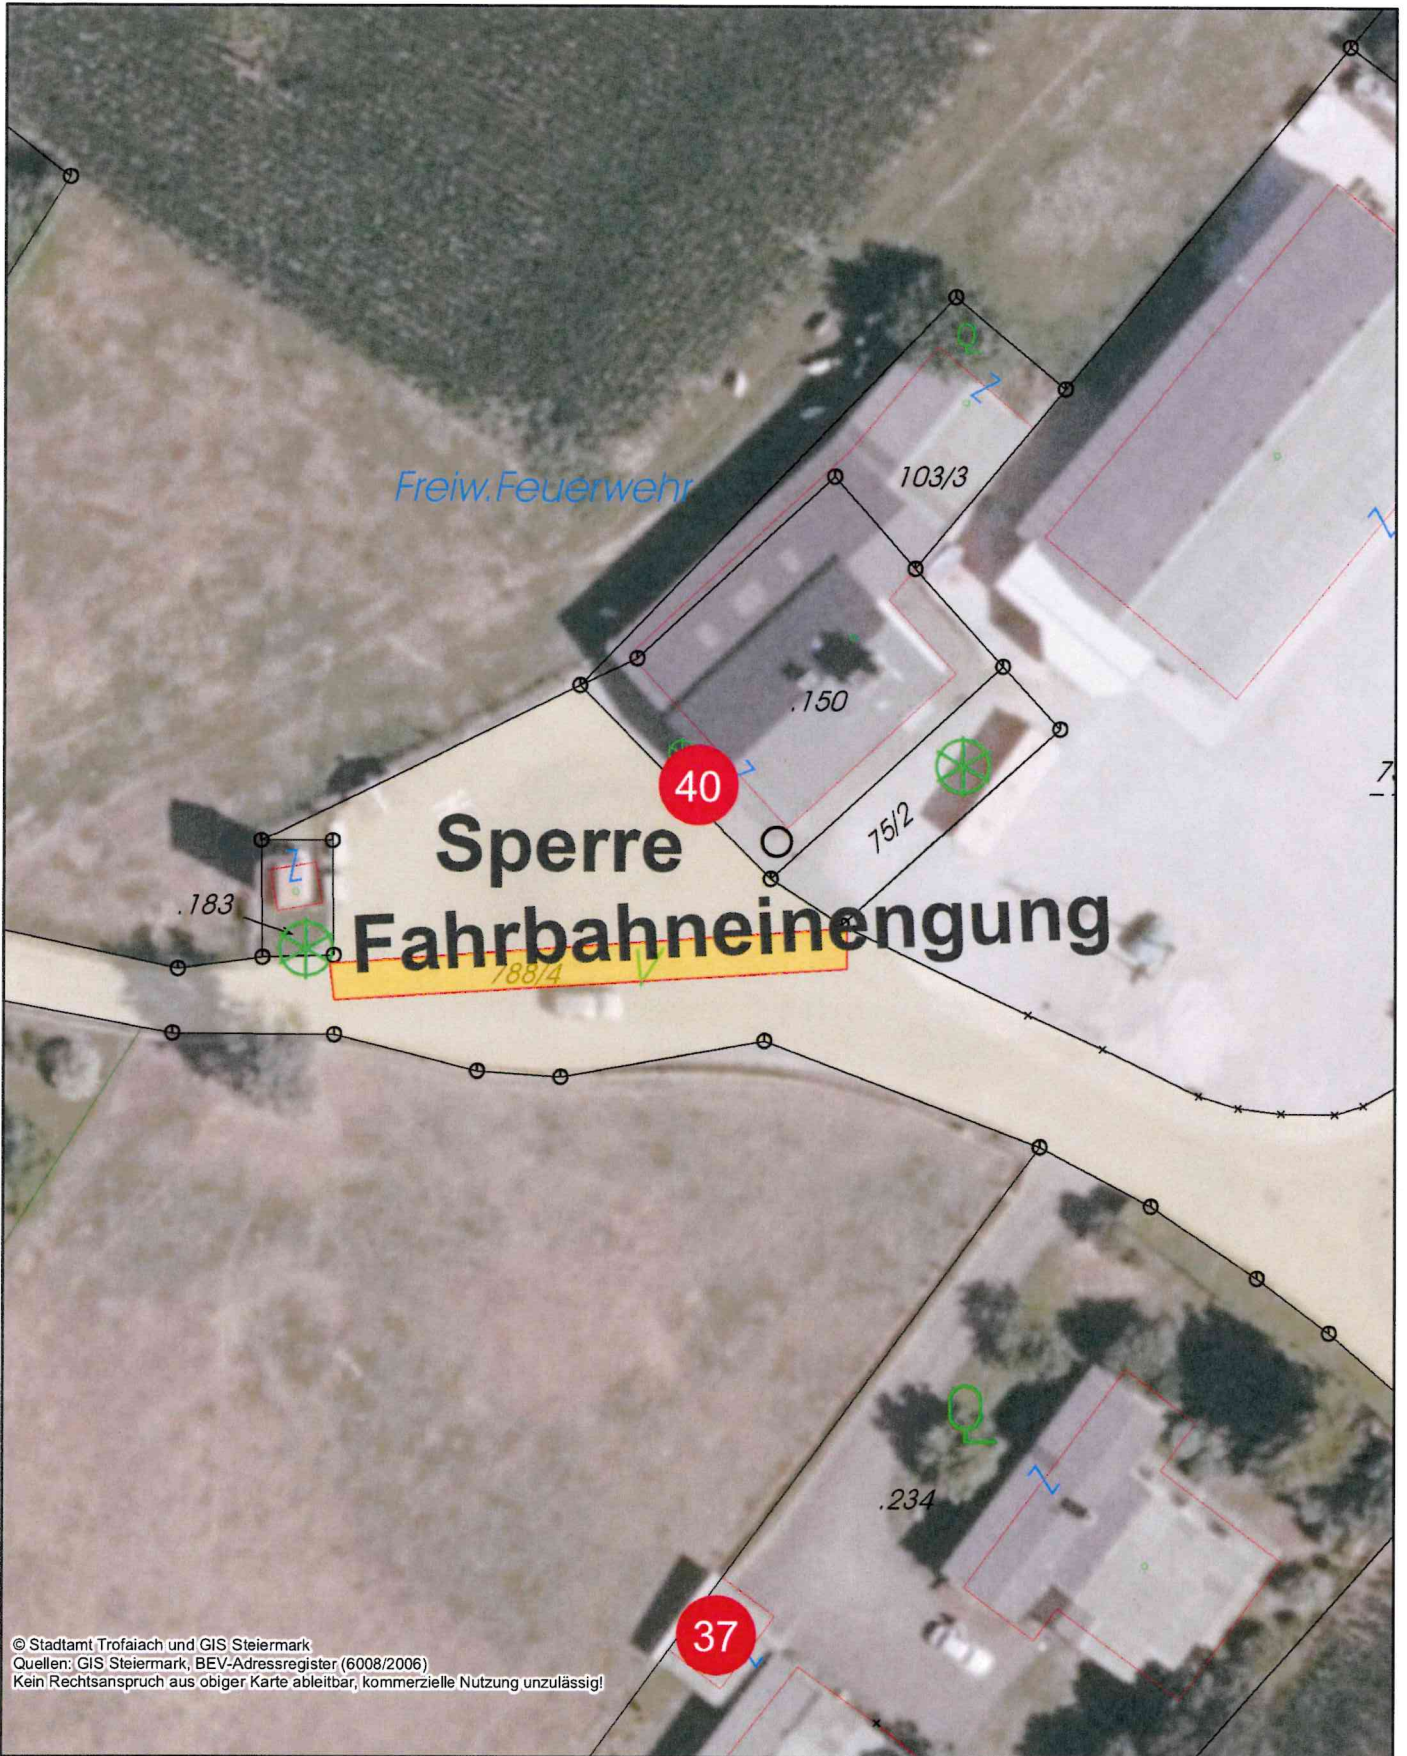 Q
Z
103/3
Freiw.Feuerwehr
Z
.150
40
Z
75/2
Sperre
Z
.183
Fahrbahneinengung
788/4
V
Q
Z
.234
37
© Stadtamt Trofaiach und GIS Steiermark
Quellen: GIS Steiermark, BEV-Adressregister (6008/2006)
Kein Rechtsanspruch aus obiger Karte ableitbar, kommerzielle Nutzung unzulässig!